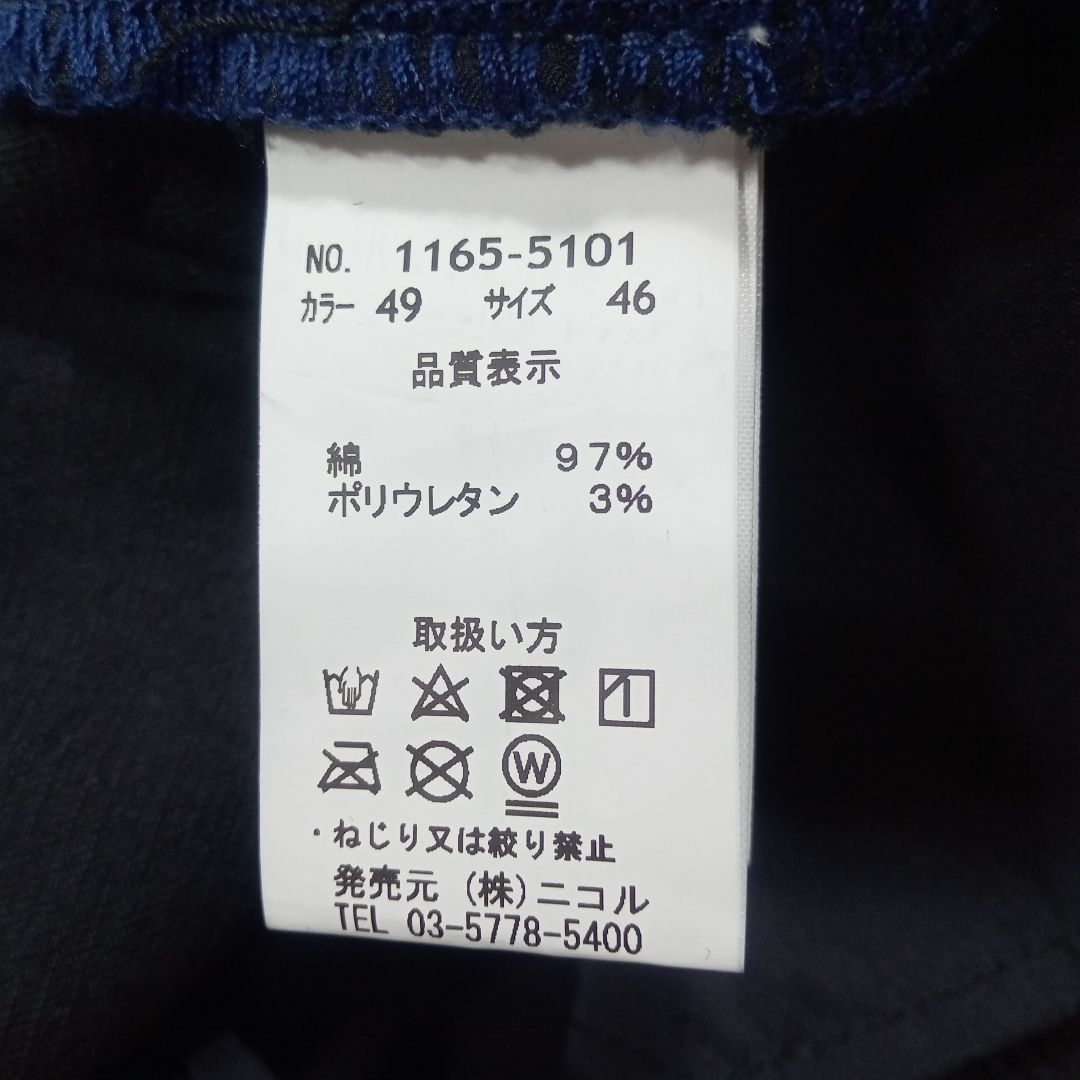 NO. 1165-5101
カラー 49 サイズ 46
品質表示
綿 97%
ポリウレタン 3%
取扱い方
W
・ねじり又は絞り禁止
発売元 (株)ニコル
TEL 03-5778-5400